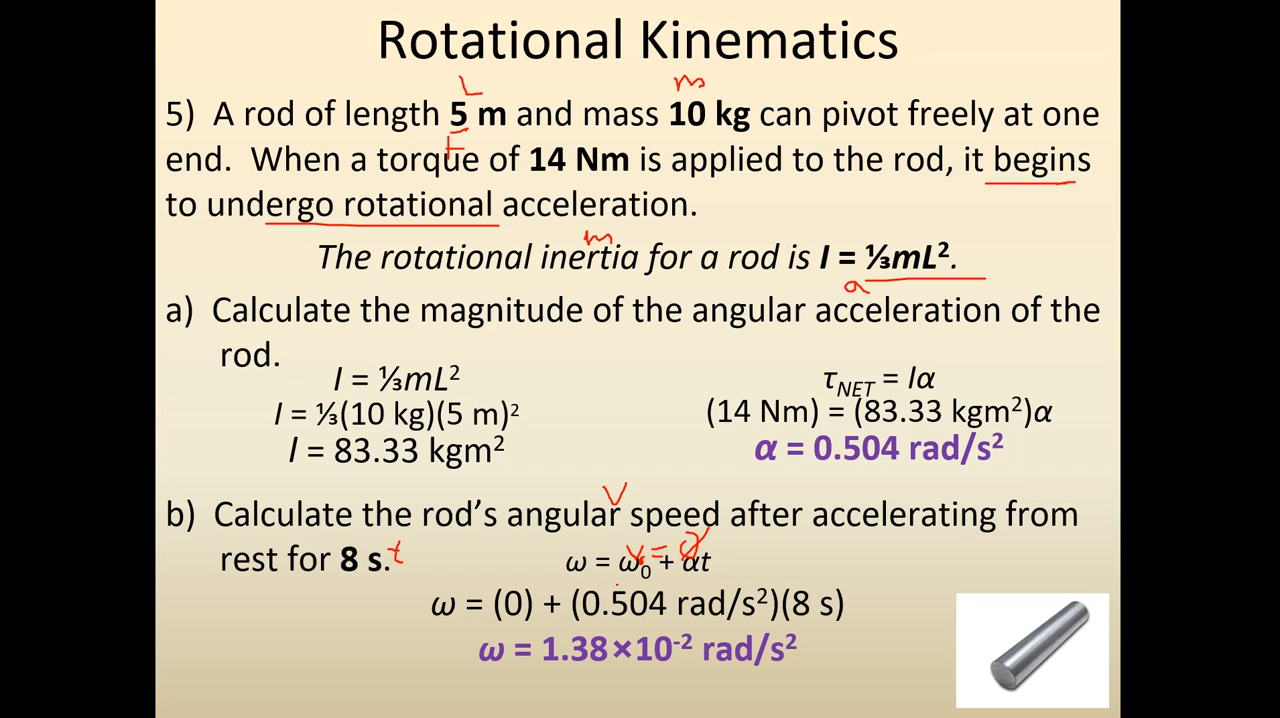 Rotational Kinematics
L m
5) A rod of length 5 m and mass 10 kg can pivot freely at one
end. When a torque of 14 Nm is applied to the rod, it begins
to undergo rotational acceleration.
m
The rotational inertia for a rod is I = ⅓mL².
a
a) Calculate the magnitude of the angular acceleration of the
rod.
I = ⅓mL²
I = ⅓(10 kg)(5 m)²
I = 83.33 kgm²
τNET = Iα
(14 Nm) = (83.33 kgm²)α
α = 0.504 rad/s²
V
b) Calculate the rod's angular speed after accelerating from
rest for 8 s. t
ω = ω₀ + αt
ω = (0) + (0.504 rad/s²)(8 s)
ω = 1.38×10⁻² rad/s²